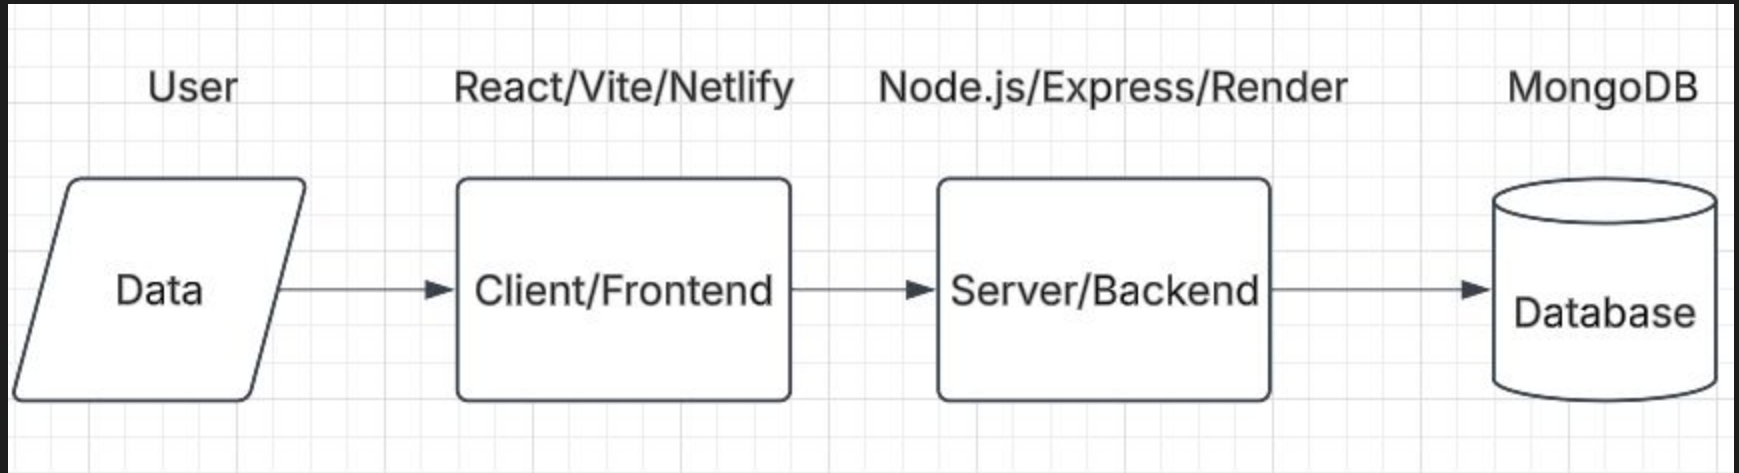 User
React/Vite/Netlify
Node.js/Express/Render
MongoDB
Data
Client/Frontend
Server/Backend
Database